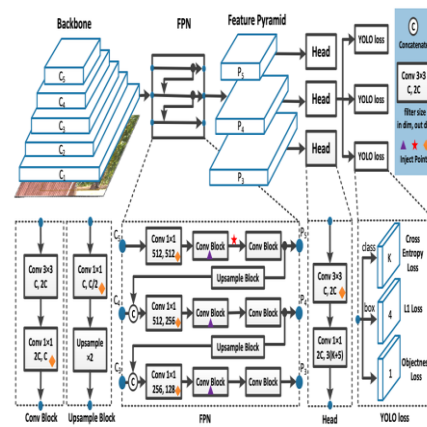 Backbone
FPN
Feature Pyramid
C5
C4
C3
C2
C1
P5
P4
P3
Head
Head
Head
YOLO loss
YOLO loss
YOLO loss
C
Concatenate
Conv 3×3
C, 2C
filter size
in dim, out d
Inject Point
Conv 3×3
C, 2C
Conv 1×1
2C, C
Conv Block
Conv 1×1
C, C/2
Upsample
×2
Upsample Block
C5
Conv 1×1
512, 512
Conv Block
Conv Block
P5
Upsample Block
C4
C
Conv 1×1
512, 256
Conv Block
Conv Block
P4
Upsample Block
C
Conv 1×1
256, 128
Conv Block
Conv Block
FPN
Conv 3×3
C, 2C
Conv 1×1
2C, 3(K+5)
Head
class
box
K
4
1
Cross
Entropy
Loss
L1 Loss
Objectness
Loss
YOLO loss